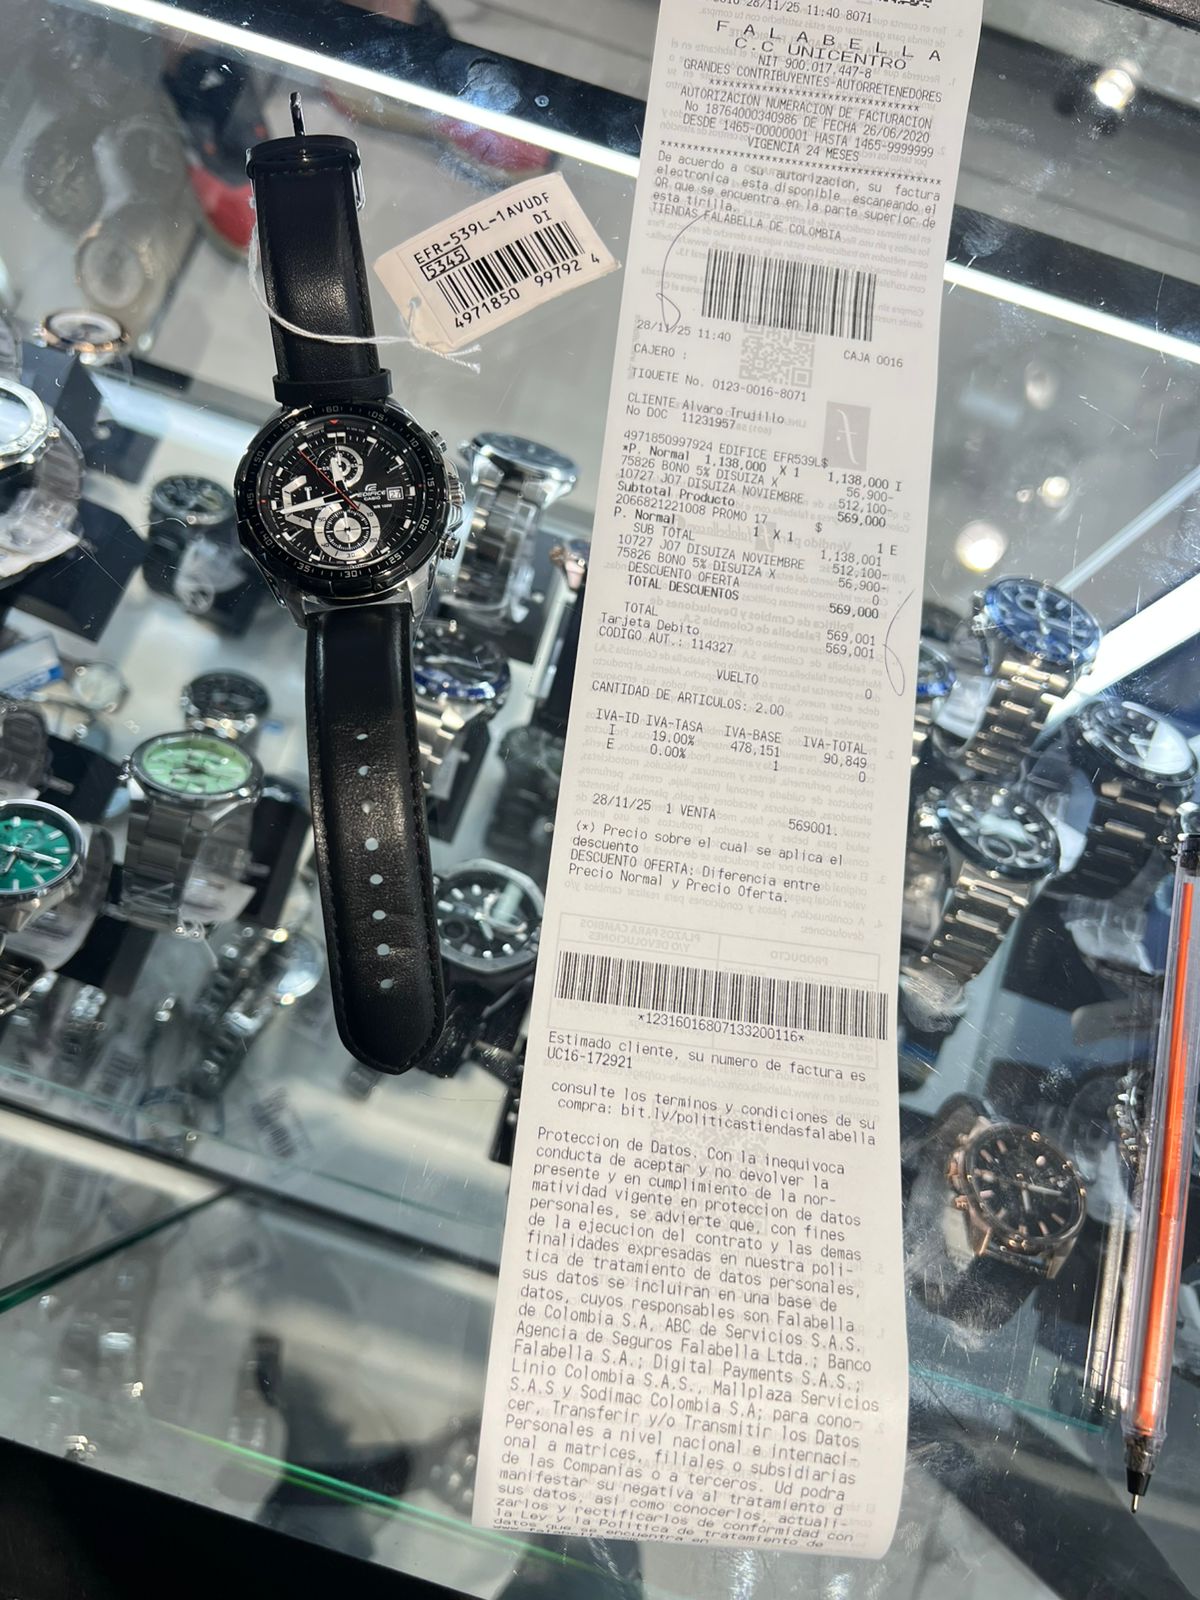 EFR-539L-1AVUDF
DI
5345
4971850 99792 4
EDIFICE
CASIO
28/11/25 11:40 8071
F A L A B E L L A
C.C UNICENTRO
NIT 900.017.447-8
GRANDES CONTRIBUYENTES-AUTORRETENEDORES
AUTORIZACION NUMERACION DE FACTURACION
No 18764000340986 DE FECHA 26/06/2020
DESDE 1465-00000001 HASTA 1465-9999999
VIGENCIA 24 MESES
De acuerdo a su autorizacion, su factura
electronica esta disponible escaneando el
QR que se encuentra en la parte superior de
esta tirilla.
TIENDAS FALABELLA DE COLOMBIA
28/11/25 11:40
CAJERO : CAJA 0016
TIQUETE No. 0123-0016-8071
CLIENTE Alvaro Trujillo
No DOC 11231957
4971850997924 EDIFICE EFR539L$
*P. Normal 1,138,000 X 1 1,138,000 I
75826 BONO 5% DISUIZA X 56,900-
10727 J07 DISUIZA NOVIEMBRE 512,100-
Subtotal Producto 569,000
2066821221008 PROMO 17 $
P. Normal 1 X 1 1 E
SUB TOTAL 1,138,001
10727 J07 DISUIZA NOVIEMBRE 512,100-
75826 BONO 5% DISUIZA X 56,900-
DESCUENTO OFERTA 0
TOTAL DESCUENTOS 569,000
TOTAL 569,001
Tarjeta Debito 569,001
CODIGO AUT.: 114327
VUELTO 0
CANTIDAD DE ARTICULOS: 2.00
IVA-ID IVA-TASA IVA-BASE IVA-TOTAL
I 19.00% 478,151 90,849
E 0.00% 1 0
28/11/25 1 VENTA 569001.
(*) Precio sobre el cual se aplica el
descuento
DESCUENTO OFERTA; Diferencia entre
Precio Normal y Precio Oferta.
*12316016807133200116*
Estimado cliente, su numero de factura es
UC16-172921
consulte los terminos y condiciones de su
compra: bit.ly/politicastiendasfalabella
Proteccion de Datos. Con la inequivoca
conducta de aceptar y no devolver la
presente y en cumplimiento de la nor-
matividad vigente en proteccion de datos
personales, se advierte que, con fines
de la ejecucion del contrato y las demas
finalidades expresadas en nuestra poli-
tica de tratamiento de datos personales,
sus datos se incluiran en una base de
datos, cuyos responsables son Falabella
de Colombia S.A, ABC de Servicios S.A.S.
Agencia de Seguros Falabella Ltda.; Banco
Falabella S.A.; Digital Payments S.A.S.;
Linio Colombia S.A.S., Mallplaza Servicios
S.A.S y Sodimac Colombia S.A; para cono-
cer, Transferir y/o Transmitir los Datos
Personales a nivel nacional e internaci-
onal a matrices, filiales o subsidiarias
de las Companias o a terceros. Ud podra
manifestar su negativa al tratamiento d
sus datos, asi como conocerlos, actuali-
zarlos y rectificarlos de conformidad con
la Ley y la Politica de tratamiento de
datos que se encuentra en